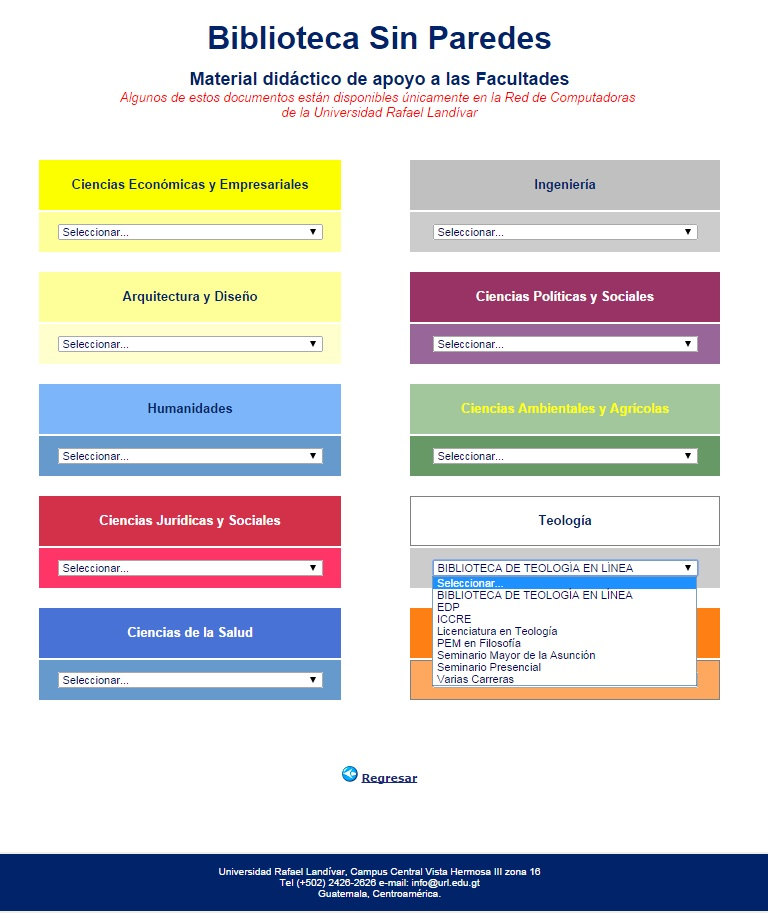 Biblioteca Sin Paredes
Material didáctico de apoyo a las Facultades
Algunos de estos documentos están disponibles únicamente en la Red de Computadoras
de la Universidad Rafael Landívar
Ciencias Económicas y Empresariales
Seleccionar...
Ingeniería
Seleccionar...
Arquitectura y Diseño
Seleccionar...
Ciencias Políticas y Sociales
Seleccionar...
Humanidades
Seleccionar...
Ciencias Ambientales y Agrícolas
Seleccionar...
Ciencias Jurídicas y Sociales
Seleccionar...
Teología
BIBLIOTECA DE TEOLOGÍA EN LÍNEA
Seleccionar...
BIBLIOTECA DE TEOLOGÍA EN LÍNEA
EDP
ICCRE
Licenciatura en Teología
PEM en Filosofía
Seminario Mayor de la Asunción
Seminario Presencial
Varias Carreras
Ciencias de la Salud
Seleccionar...
Regresar
Universidad Rafael Landívar, Campus Central Vista Hermosa III zona 16
Tel (+502) 2426-2626 e-mail: info@url.edu.gt
Guatemala, Centroamérica.